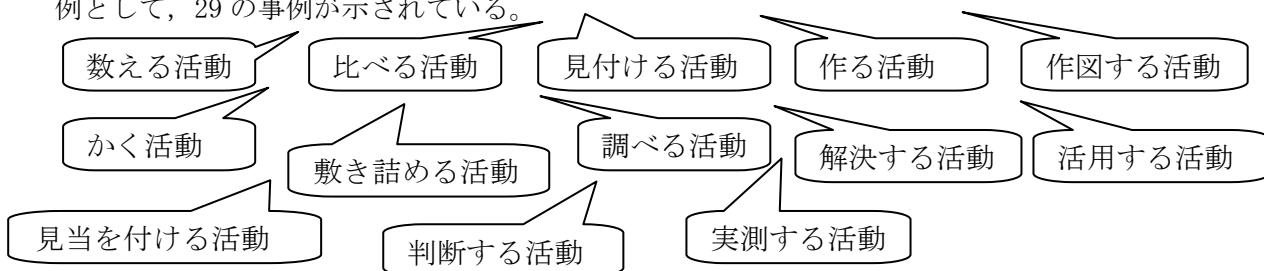 例として，29 の事例が示されている。
数える活動
比べる活動
見付ける活動
作る活動
作図する活動
かく活動
敷き詰める活動
調べる活動
解決する活動
活用する活動
見当を付ける活動
判断する活動
実測する活動